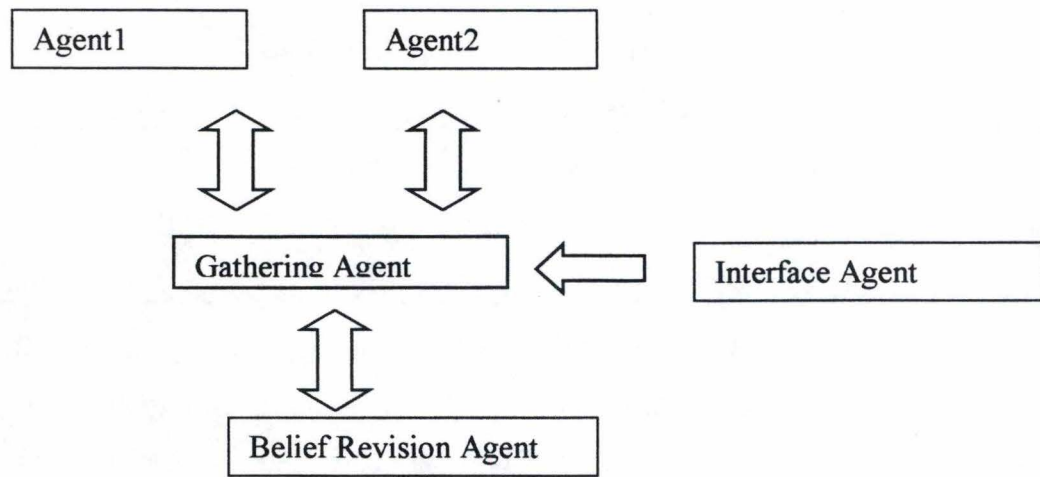 Agent1
Agent2
Gathering Agent
Interface Agent
Belief Revision Agent